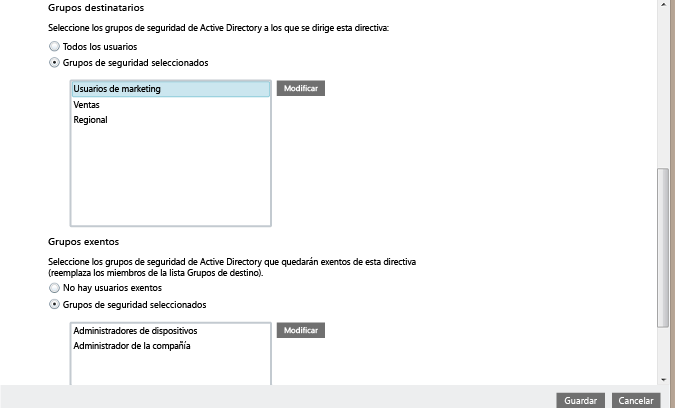 Grupos destinatarios
Seleccione los grupos de seguridad de Active Directory a los que se dirige esta directiva:
Todos los usuarios
Grupos de seguridad seleccionados
Usuarios de marketing
Modificar
Ventas
Regional
Grupos exentos
Seleccione los grupos de seguridad de Active Directory que quedarán exentos de esta directiva
(reemplaza los miembros de la lista Grupos de destino).
No hay usuarios exentos
Grupos de seguridad seleccionados
Administradores de dispositivos
Modificar
Administrador de la compañía
Guardar
Cancelar